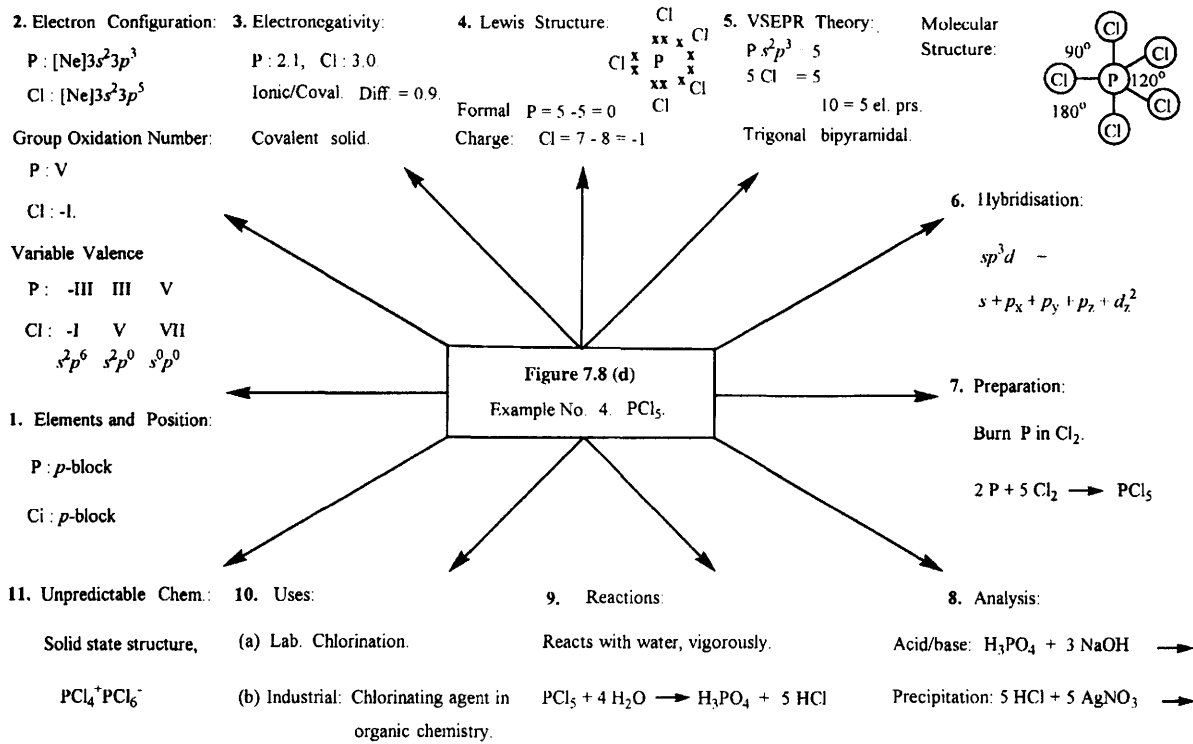 2. Electron Configuration:
P : [Ne]3s²3p³
Cl : [Ne]3s²3p⁵
Group Oxidation Number:
P : V
Cl : -I.
Variable Valence
P : -III III V
Cl : -I V VII
s²p⁶ s²p⁰ s⁰p⁰
1. Elements and Position:
P : p-block
Ci : p-block
3. Electronegativity:
P : 2.1, Cl : 3.0.
Ionic/Coval. Diff. = 0.9.
Covalent solid.
4. Lewis Structure:
Cl
xx x Cl
Cl x x P x x
xx x Cl
Cl
Formal P = 5 -5 = 0
Charge: Cl = 7 - 8 = -1
5. VSEPR Theory:
P s²p³ - 5
5 Cl = 5
10 = 5 el. prs.
Trigonal bipyramidal.
Molecular
Structure:
Cl
90° Cl
Cl P 120°
180° Cl
Cl
6. Hybridisation:
sp³d -
s + pₓ + p_y + p_z + d_z²
Figure 7.8 (d)
Example No. 4. PCl₅.
7. Preparation:
Burn P in Cl₂.
2 P + 5 Cl₂ → PCl₅
11. Unpredictable Chem.:
Solid state structure,
PCl₄⁺PCl₆⁻
10. Uses:
(a) Lab. Chlorination.
(b) Industrial: Chlorinating agent in
organic chemistry.
9. Reactions:
Reacts with water, vigorously.
PCl₅ + 4 H₂O → H₃PO₄ + 5 HCl
8. Analysis:
Acid/base: H₃PO₄ + 3 NaOH →
Precipitation: 5 HCl + 5 AgNO₃ →